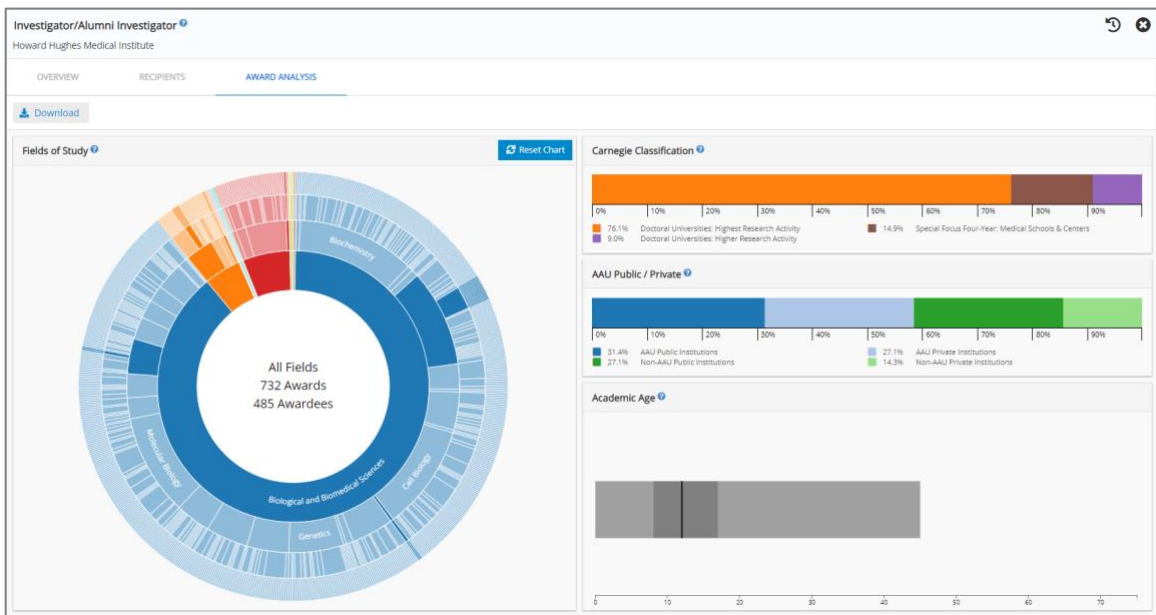 Investigator/Alumni Investigator ?
Howard Hughes Medical Institute
OVERVIEW RECIPIENTS AWARD ANALYSIS
Download
Fields of Study ?
Reset Chart
Biochemistry
Cell Biology
Genetics
Molecular Biology
Biological and Biomedical Sciences
All Fields
732 Awards
485 Awardees
Carnegie Classification ?
0% 10% 20% 30% 40% 50% 60% 70% 80% 90%
76.1% Doctoral Universities: Highest Research Activity 14.9% Special Focus Four-Year: Medical Schools & Centers
9.0% Doctoral Universities: Higher Research Activity
AAU Public / Private ?
0% 10% 20% 30% 40% 50% 60% 70% 80% 90%
31.4% AAU Public Institutions 27.1% AAU Private Institutions
27.1% Non-AAU Public Institutions 14.3% Non-AAU Private Institutions
Academic Age ?
0 10 20 30 40 50 60 70